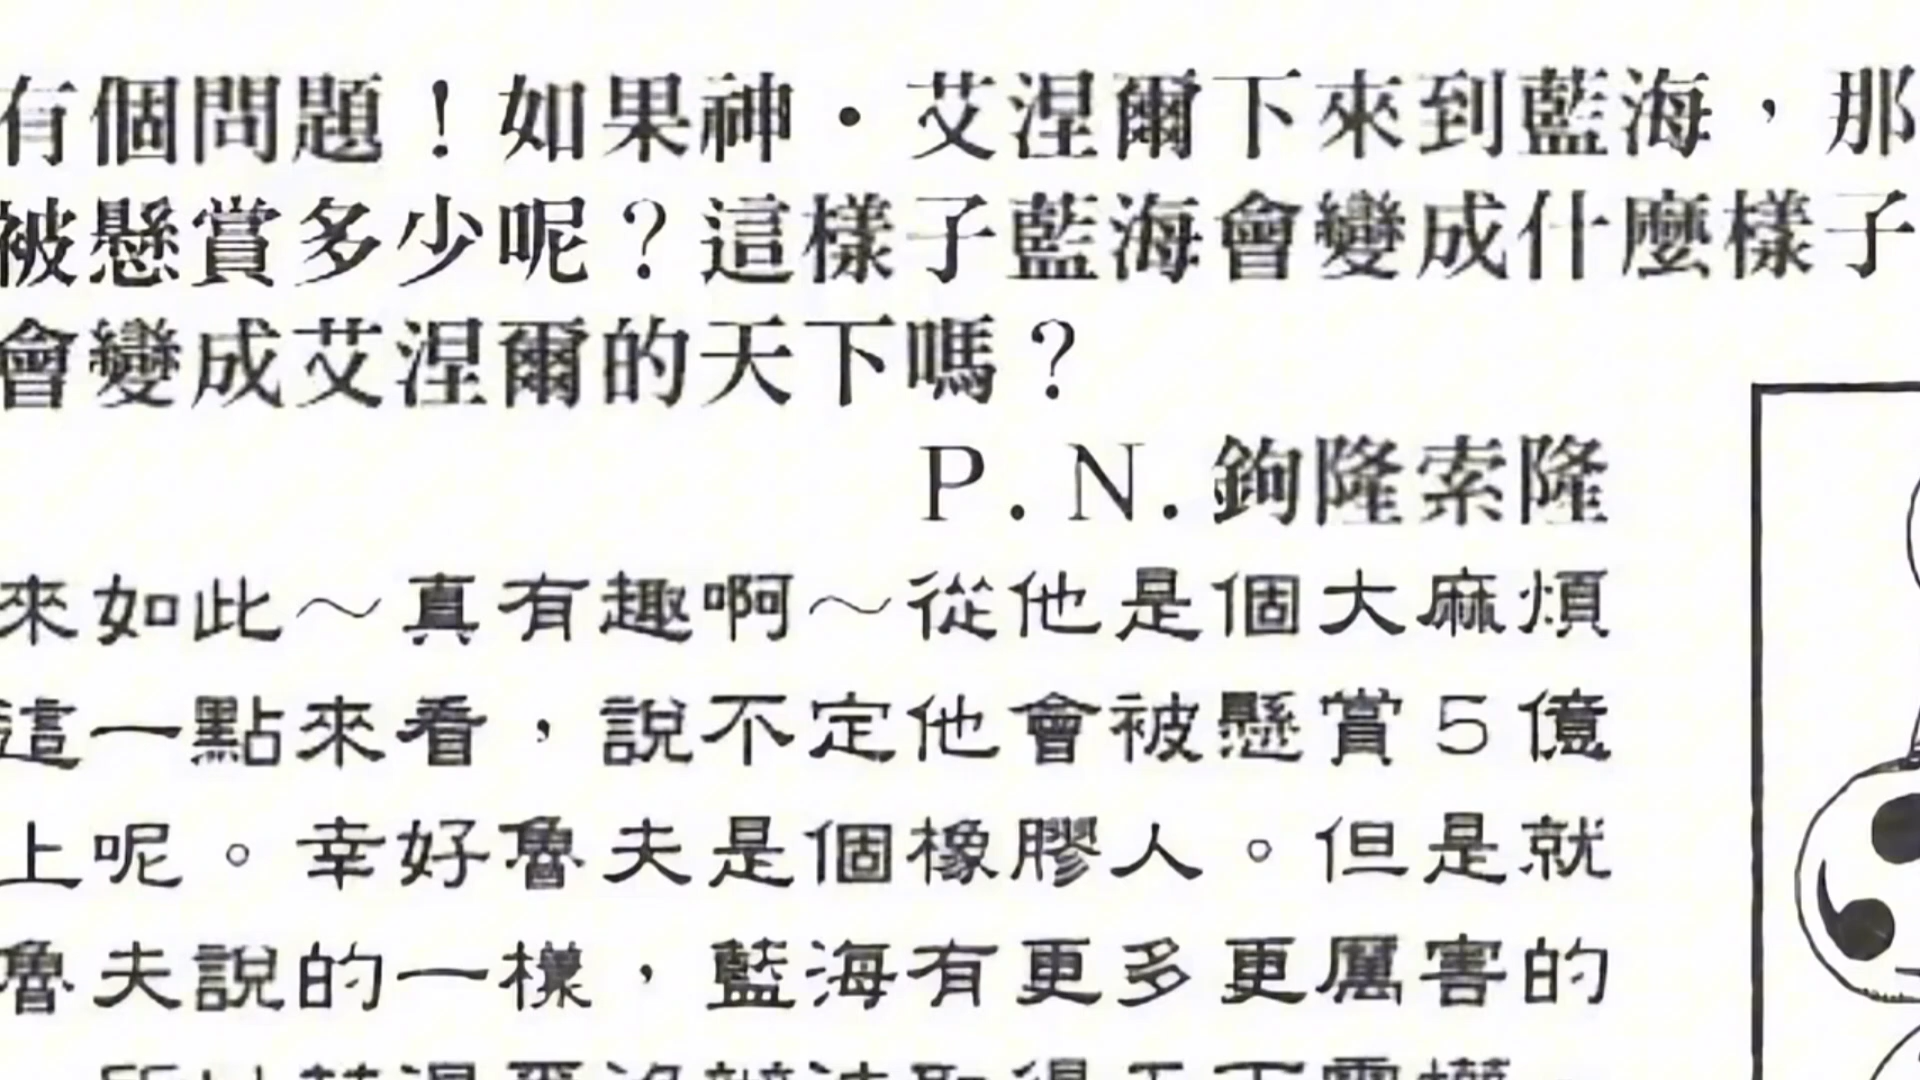 有個問題！如果神・艾涅爾下來到藍海，那
被懸賞多少呢？這樣子藍海會變成什麼樣子
會變成艾涅爾的天下嗎？
P.N.鉤隆索隆
來如此～真有趣啊～從他是個大麻煩
這一點來看，說不定他會被懸賞5億
上呢。幸好魯夫是個橡膠人。但是就
魯夫說的一樣，藍海有更多更厲害的